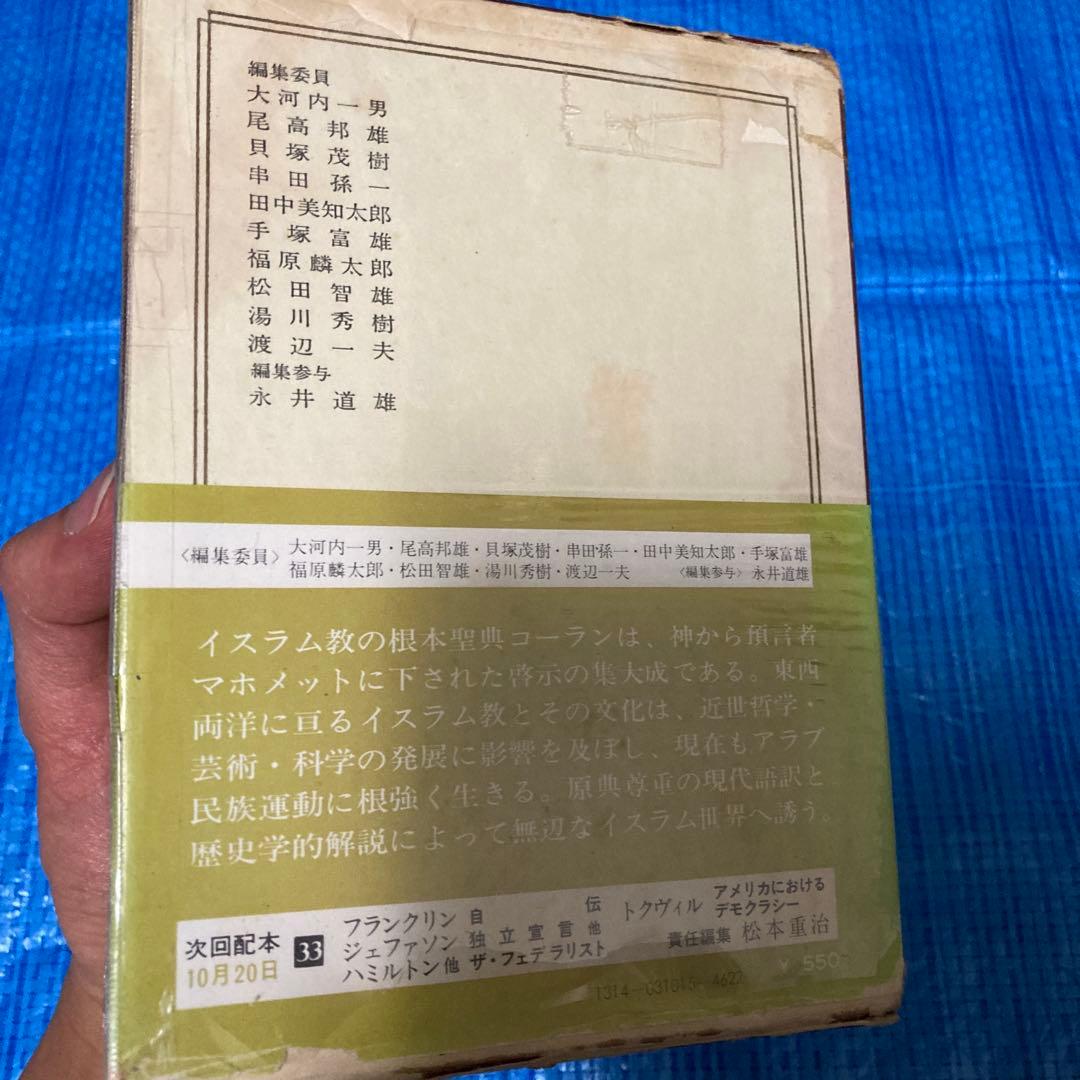 編集委員
大河内一男
尾高邦雄
貝塚茂樹
串田孫一
田中美知太郎
手塚富雄
福原麟太郎
松田智雄
湯川秀樹
渡辺一夫
編集参与
永井道雄
〈編集委員〉大河内一男・尾高邦雄・貝塚茂樹・串田孫一・田中美知太郎・手塚富雄
福原麟太郎・松田智雄・湯川秀樹・渡辺一夫 〈編集参与〉永井道雄
イスラム教の根本聖典コーランは、神から預言者
マホメットに下された啓示の集大成である。東西
両洋に亘るイスラム教とその文化は、近世哲学・
芸術・科学の発展に影響を及ぼし、現在もアラブ
民族運動に根強く生きる。原典尊重の現代語訳と
歴史学的解説によって無辺なイスラム世界へ誘う。
次回配本
10月20日
33
フランクリン 自伝
ジェファソン 独立宣言他
ハミルトン他 ザ・フェデラリスト
トクヴィル アメリカにおける
デモクラシー
責任編集 松本重治
¥ 550